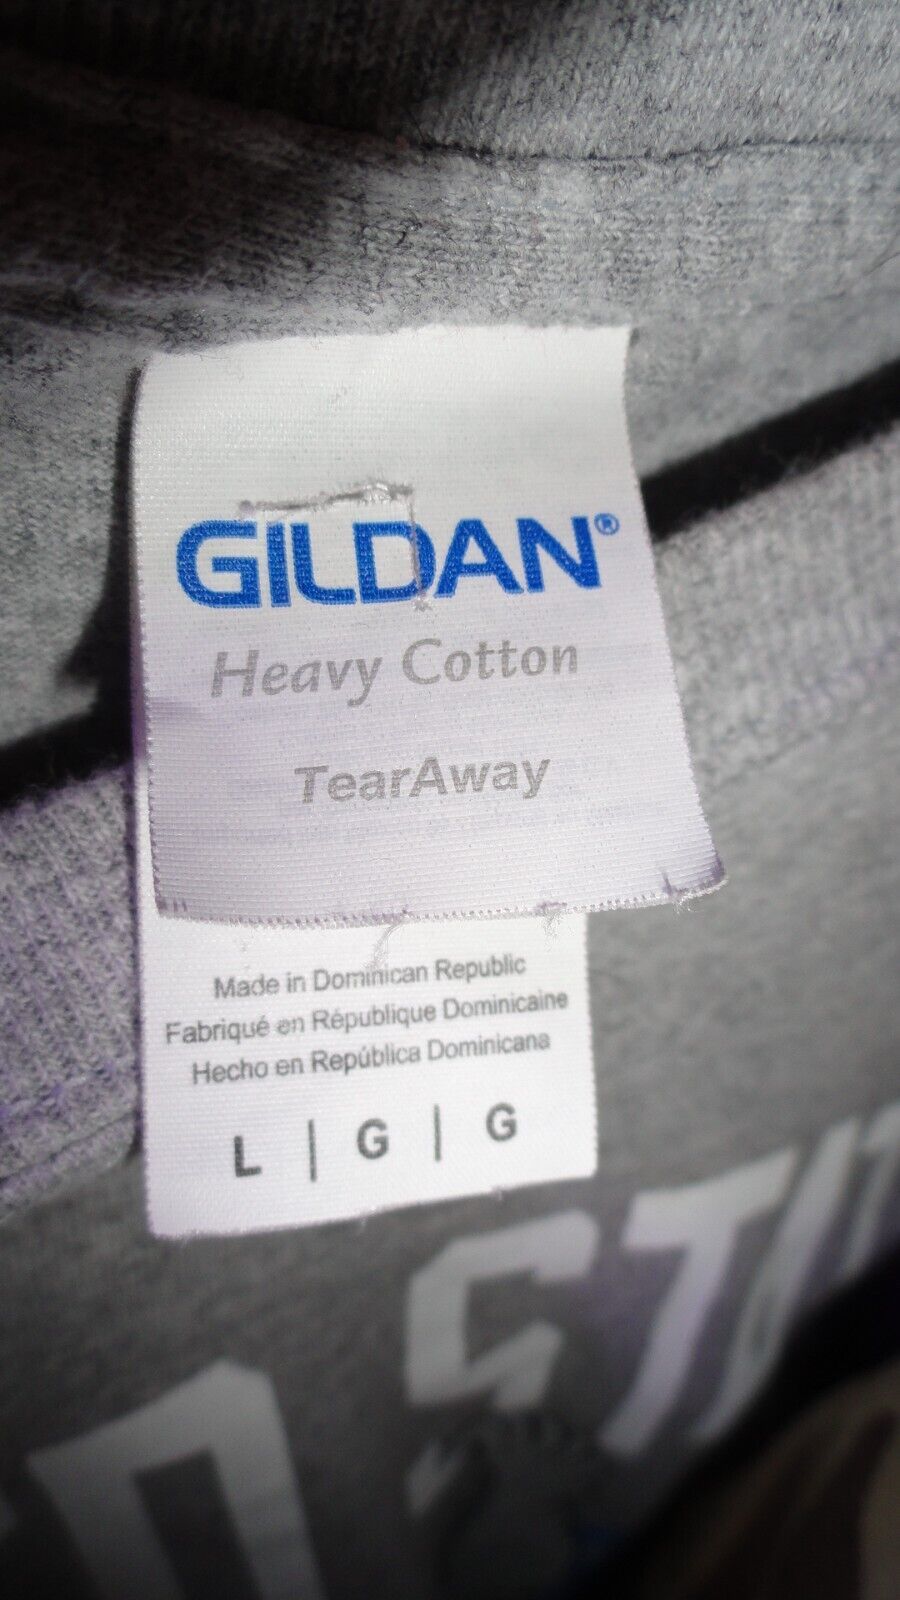 GILDAN®
Heavy Cotton
TearAway
Made in Dominican Republic
Fabriqué en République Dominicaine
Hecho en República Dominicana
L | G | G